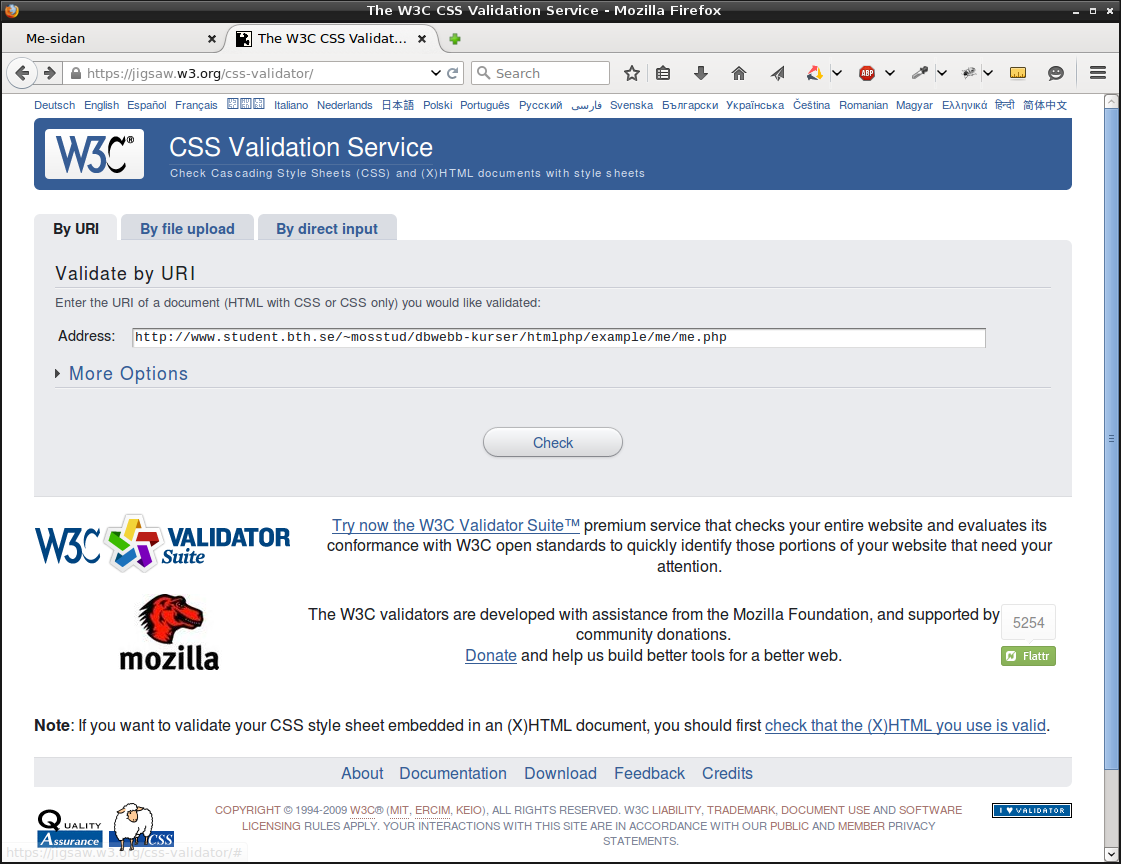 The W3C CSS Validation Service - Mozilla Firefox
Me-sidan
The W3C CSS Validat...
https://jigsaw.w3.org/css-validator/
Search
ABP
Deutsch English Español Français Italiano Nederlands 日本語 Polski Português Русский فارسی Svenska Български Українська Čeština Romanian Magyar Ελληνικά हिन्दी 简体中文
W3C®
CSS Validation Service
Check Cascading Style Sheets (CSS) and (X)HTML documents with style sheets
By URI
By file upload
By direct input
Validate by URI
Enter the URI of a document (HTML with CSS or CSS only) you would like validated:
Address: http://www.student.bth.se/~mosstud/dbwebb-kurser/htmlphp/example/me/me.php
More Options
Check
W3C VALIDATOR Suite
Try now the W3C Validator Suite™ premium service that checks your entire website and evaluates its
conformance with W3C open standards to quickly identify those portions of your website that need your
attention.
mozilla
The W3C validators are developed with assistance from the Mozilla Foundation, and supported by
community donations.
Donate and help us build better tools for a better web.
5254
Flattr
Note: If you want to validate your CSS style sheet embedded in an (X)HTML document, you should first check that the (X)HTML you use is valid.
About Documentation Download Feedback Credits
QUALITY
Assurance
CSS
COPYRIGHT © 1994-2009 W3C® (MIT, ERCIM, KEIO), ALL RIGHTS RESERVED. W3C LIABILITY, TRADEMARK, DOCUMENT USE AND SOFTWARE
LICENSING RULES APPLY. YOUR INTERACTIONS WITH THIS SITE ARE IN ACCORDANCE WITH OUR PUBLIC AND MEMBER PRIVACY
STATEMENTS.
I ♥ VALIDATOR
https://jigsaw.w3.org/css-validator/#